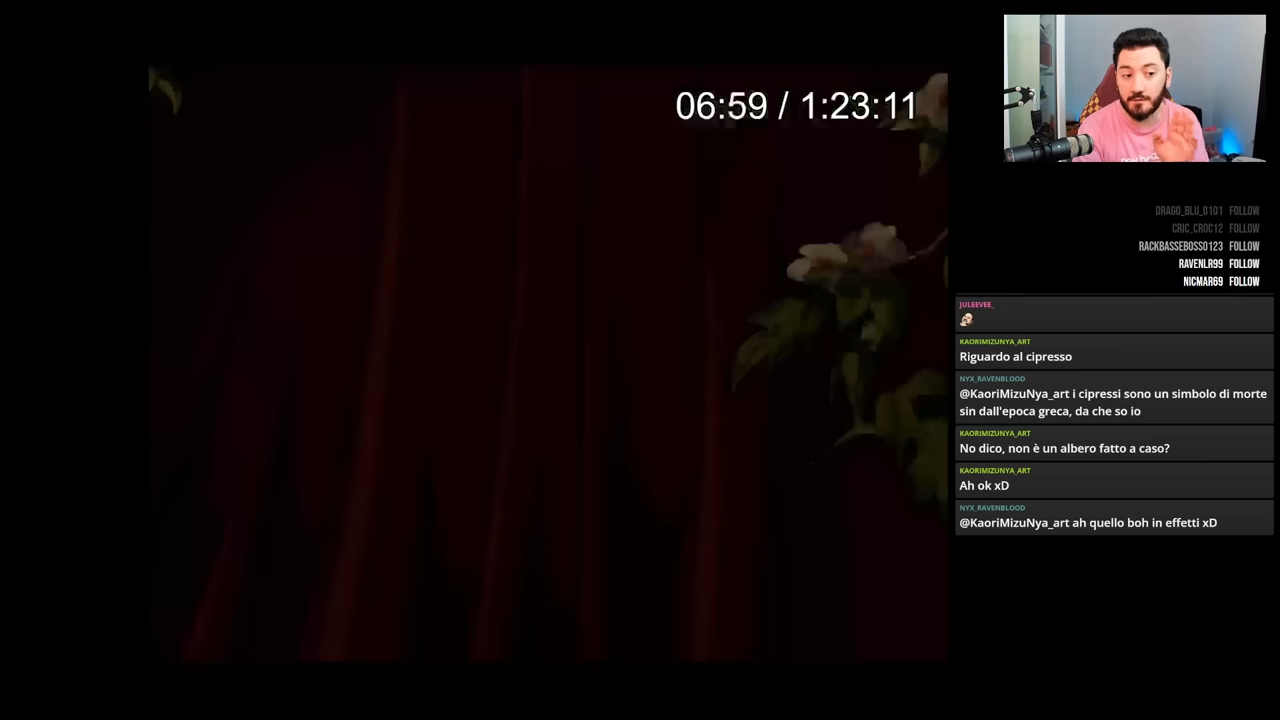 06:59 / 1:23:11
DRAGO_BLU_0101 FOLLOW
CRIC_CROC12 FOLLOW
RACKBASSEBOSS0123 FOLLOW
RAVENLR99 FOLLOW
NICMAR69 FOLLOW
JULEEVEE_
KAORIMIZUNYA_ART
Riguardo al cipresso
NYX_RAVENBLOOD
@KaoriMizuNya_art i cipressi sono un simbolo di morte
sin dall'epoca greca, da che so io
KAORIMIZUNYA_ART
No dico, non è un albero fatto a caso?
KAORIMIZUNYA_ART
Ah ok xD
NYX_RAVENBLOOD
@KaoriMizuNya_art ah quello boh in effetti xD